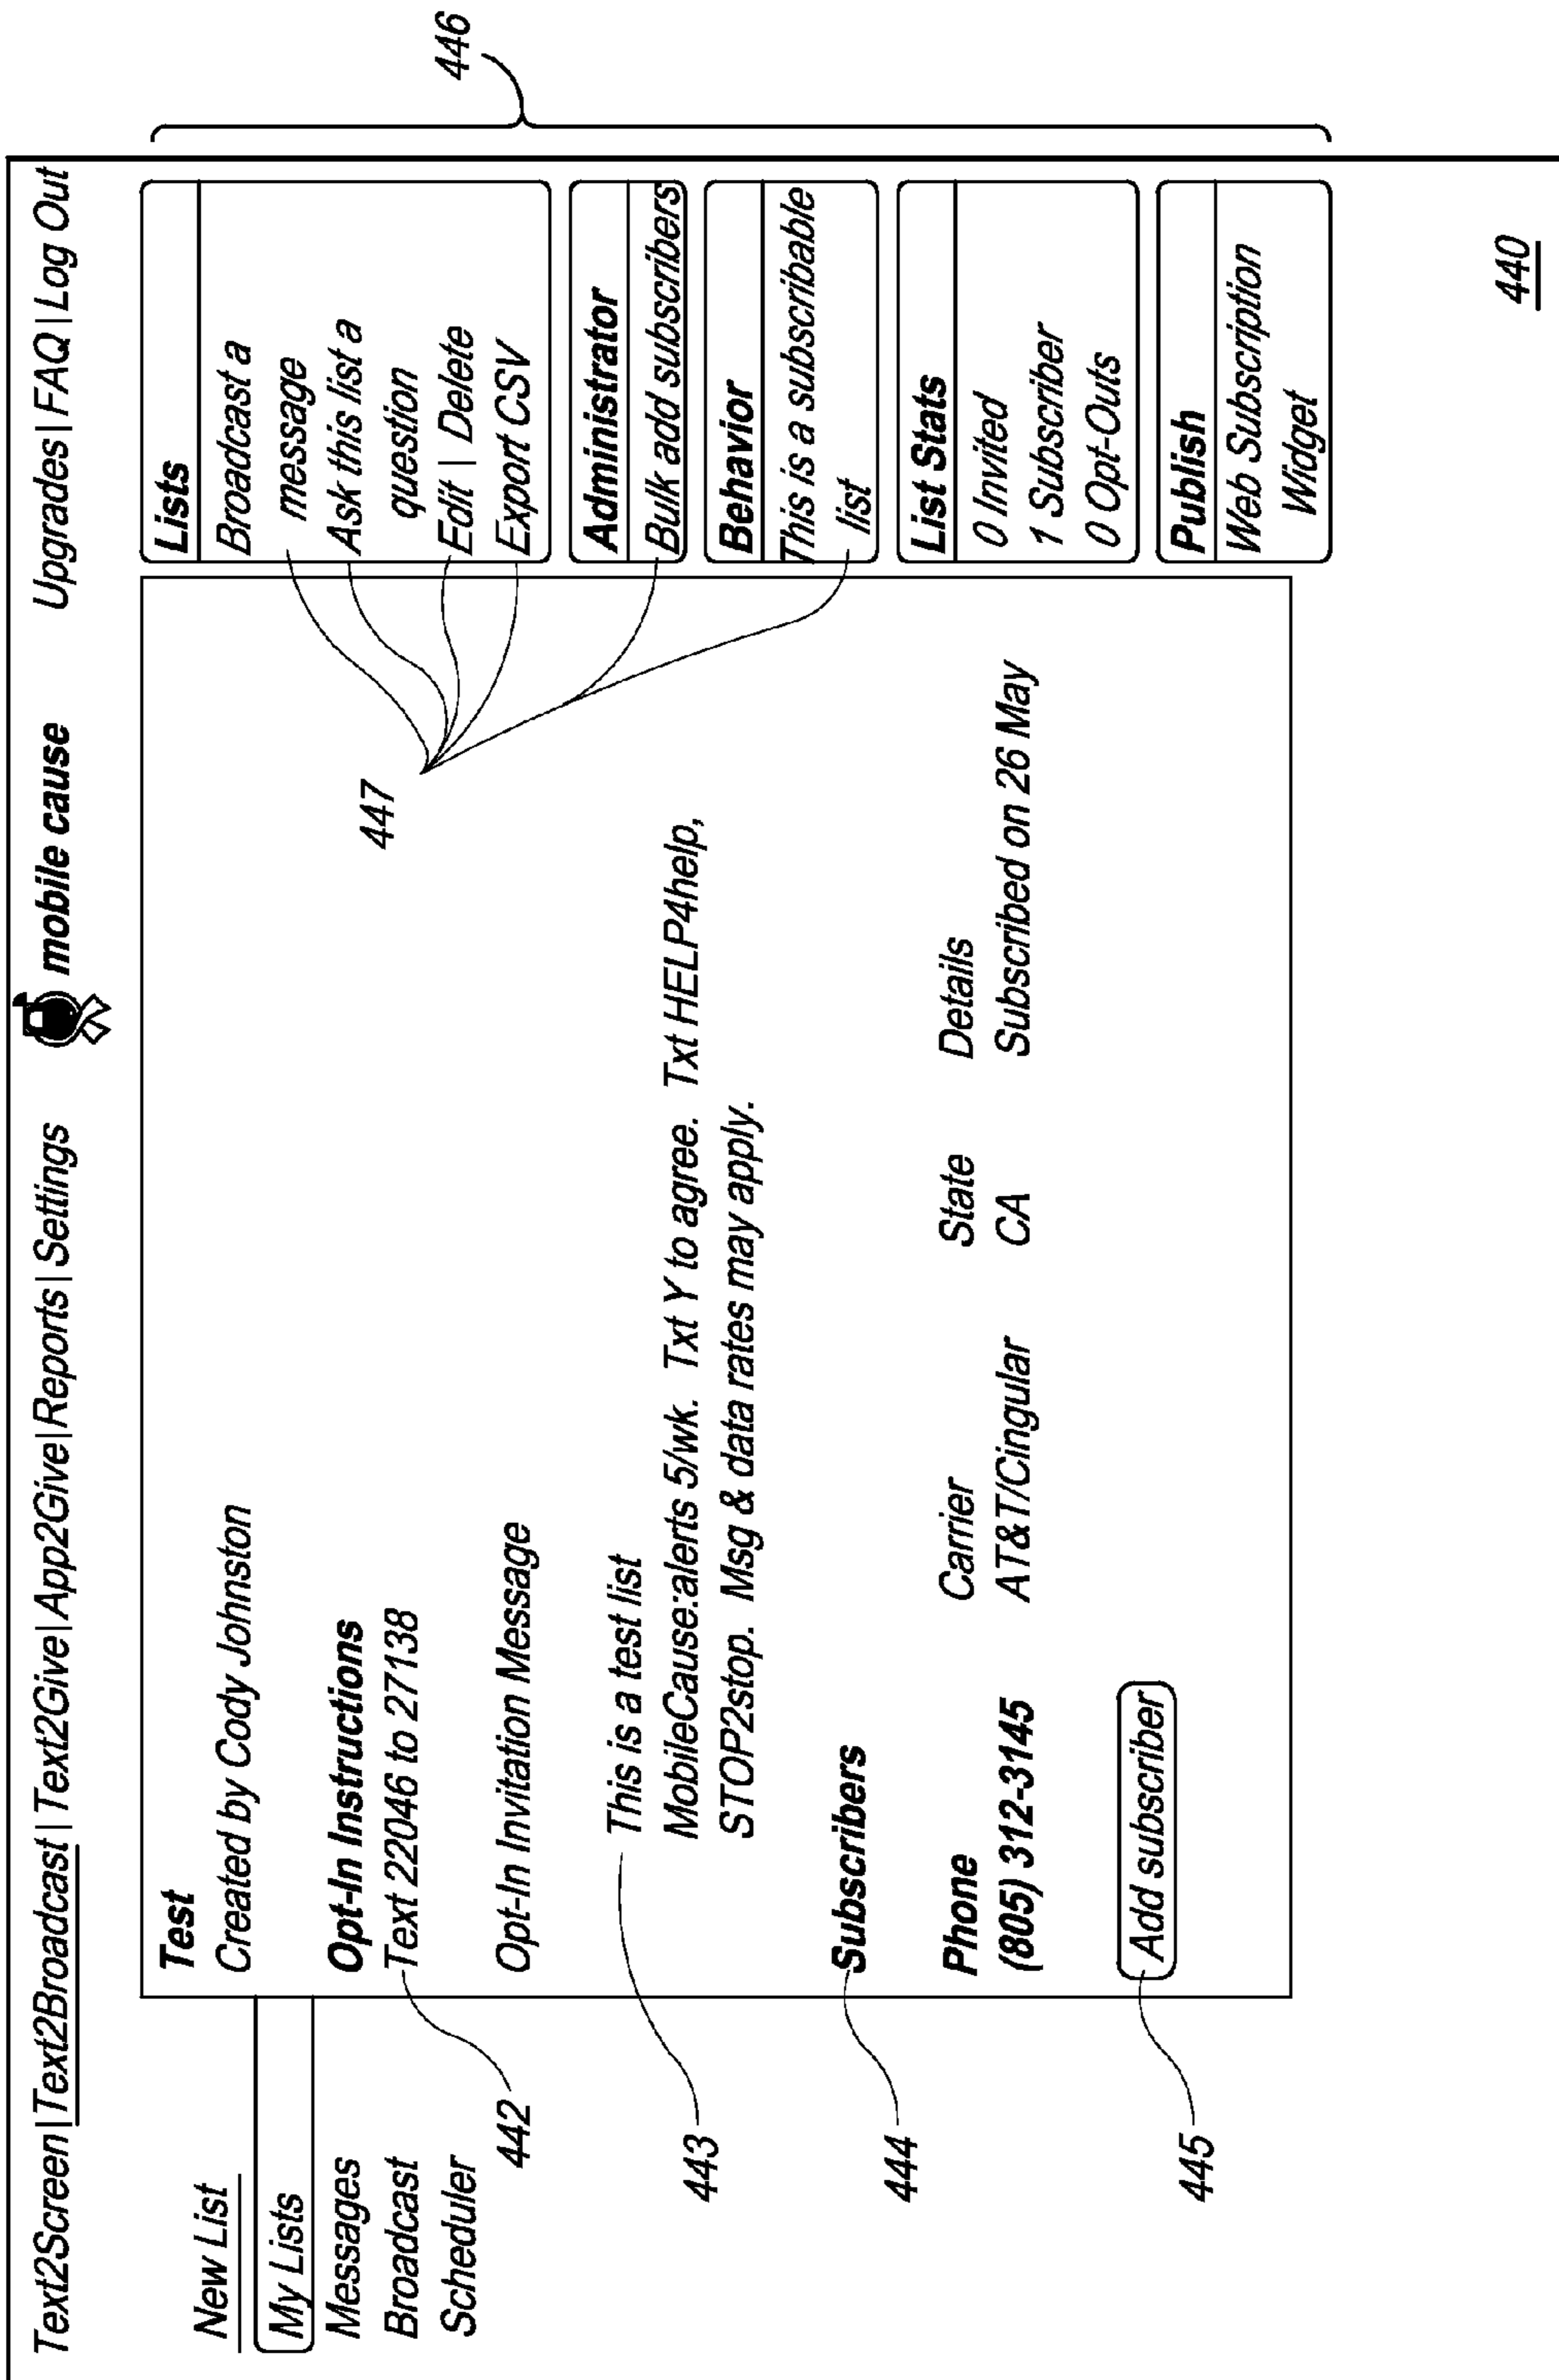 Text2Screen|Text2Broadcast|Text2Give|App2Give|Reports|Settings mobile cause Upgrades|FAQ|Log Out
New List
My Lists
Messages
Broadcast
Scheduler
442
443
444
445
Test
Created by Cody Johnston
Opt-In Instructions
Text 22046 to 27138
Opt-In Invitation Message
This is a test list
MobileCause:alerts 5/wk. Txt Y to agree. Txt HELP4help,
STOP2stop. Msg & data rates may apply.
Subscribers
Phone Carrier State Details
(805) 312-3145 AT&T/Cingular CA Subscribed on 26 May
Add subscriber
447
Lists
Broadcast a
message
Ask this list a
question
Edit | Delete
Export CSV
Administrator
Bulk add subscribers
Behavior
This is a subscribable
list
List Stats
0 Invited
1 Subscriber
0 Opt-Outs
Publish
Web Subscription
Widget
446
440